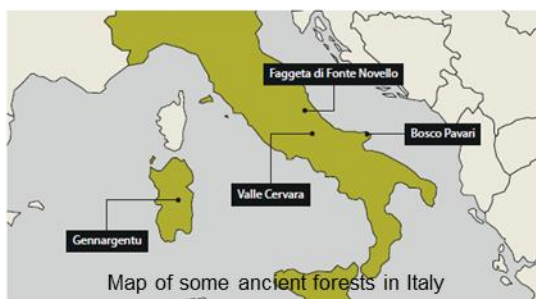 Faggeta di Fonte Novello
Bosco Pavari
Valle Cervara
Gennargentu
Map of some ancient forests in Italy